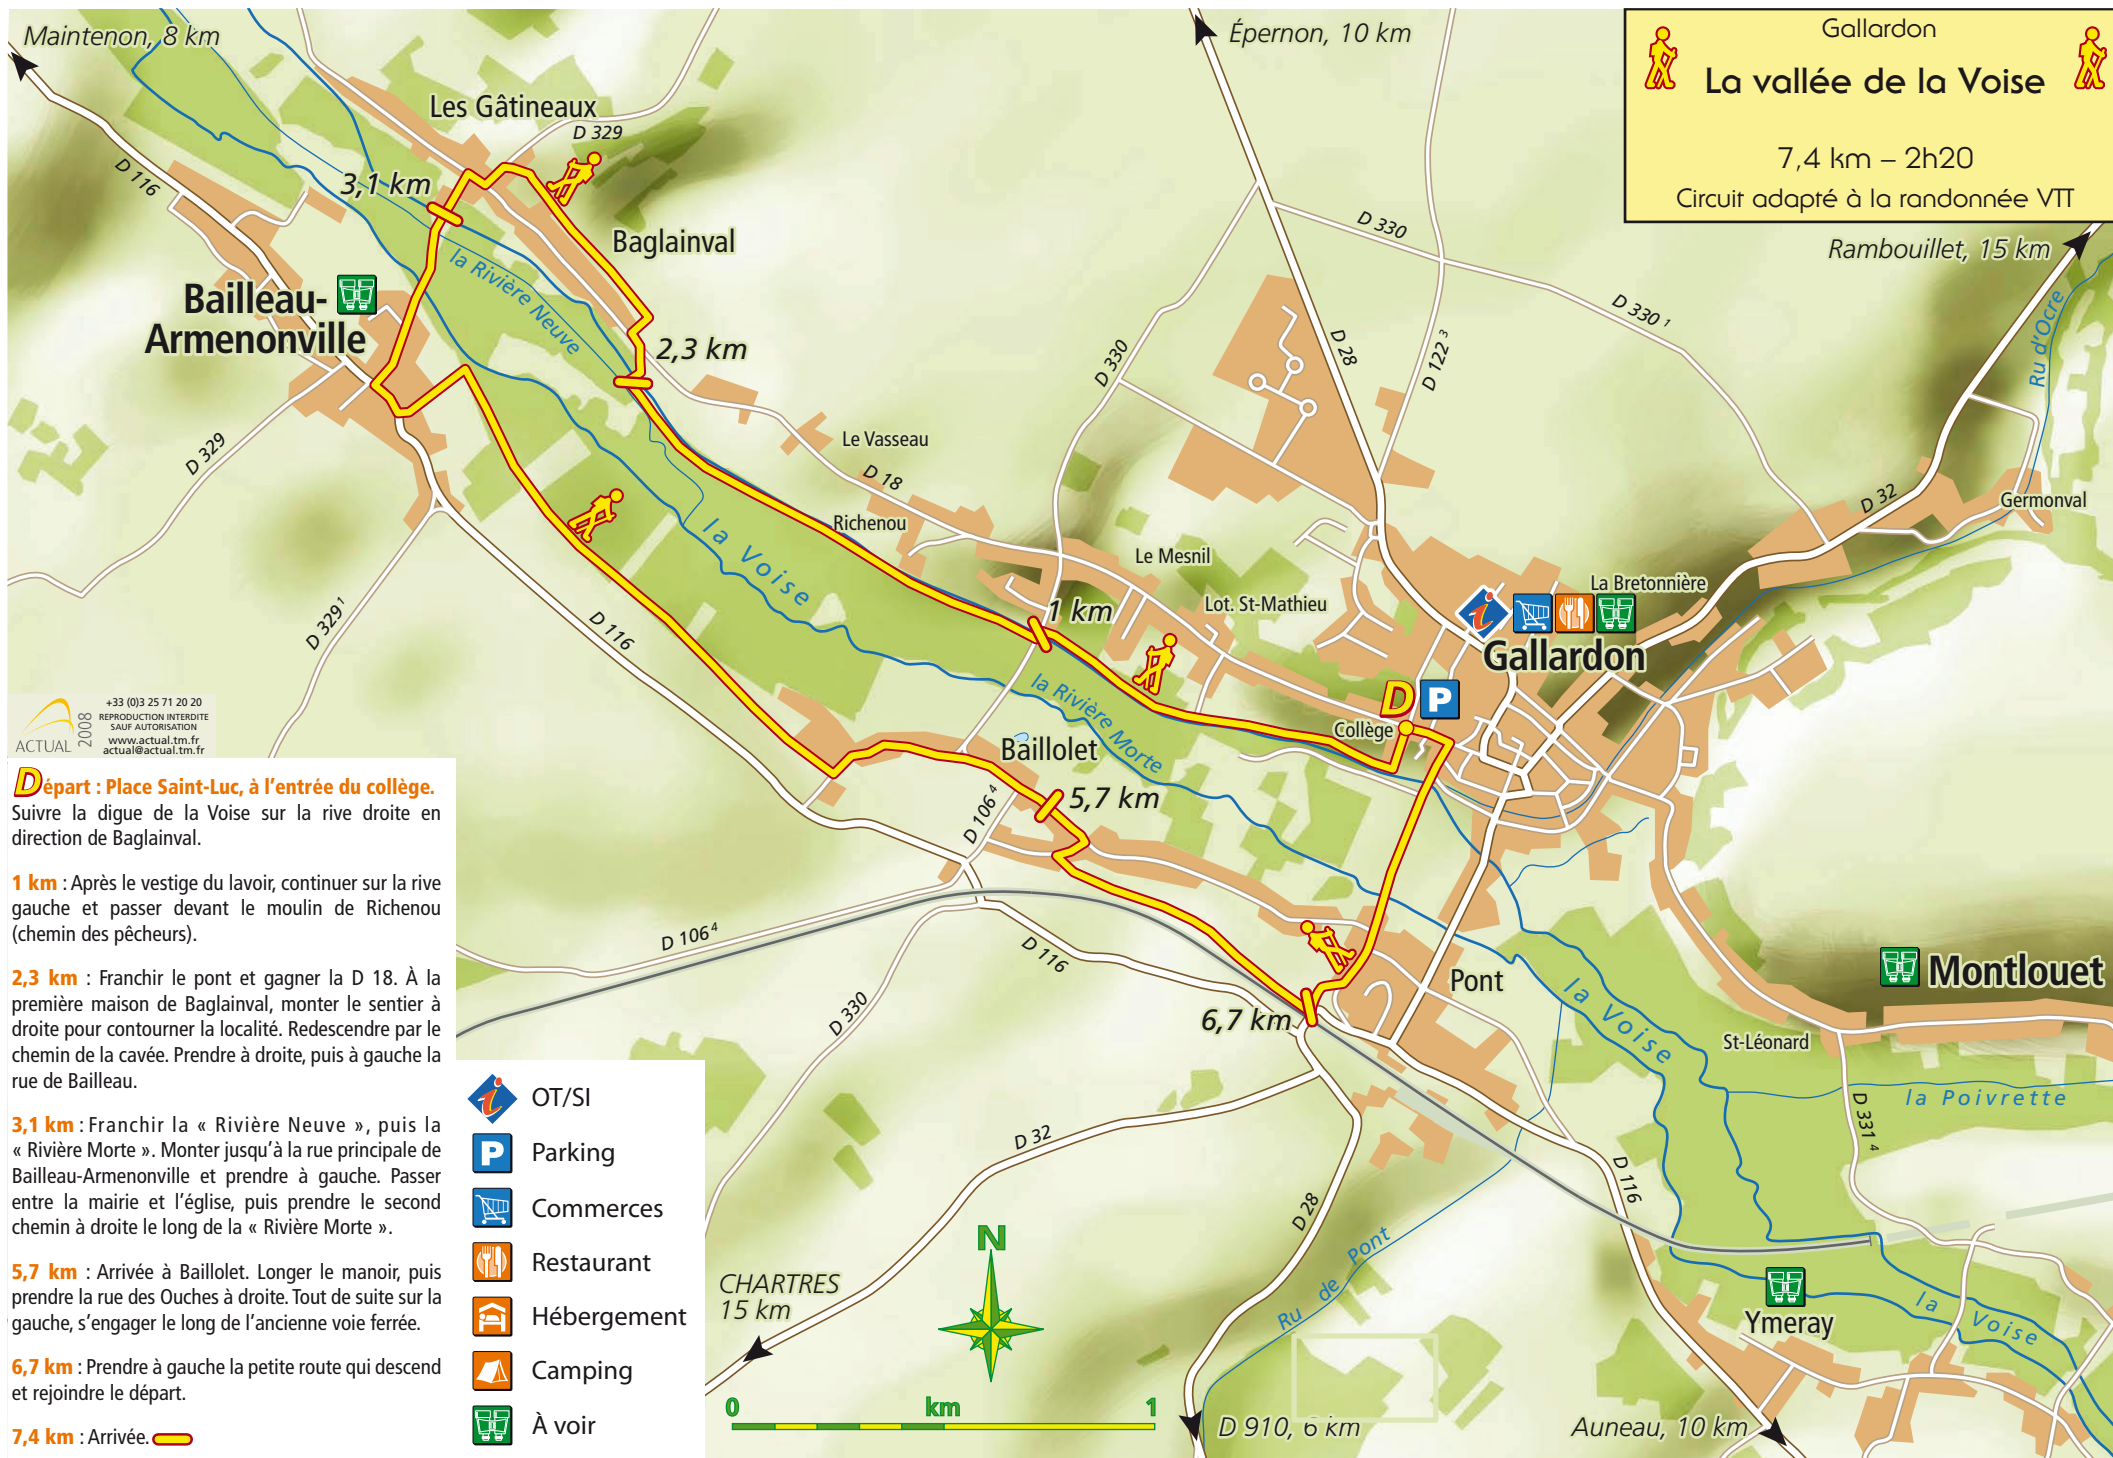 Maintenon, 8 km
Épernon, 10 km
Gallardon
La vallée de la Voise
7,4 km – 2h20
Circuit adapté à la randonnée VTT
Rambouillet, 15 km
Les Gâtineaux
D 329
D 116
3,1 km
Baglainval
la Rivière Neuve
Bailleau-
Armenonville
2,3 km
D 330
D 330
D 330 1
D 28
D 122 3
Ru d'Ocre
D 329
Le Vasseau
D 18
Richenou
la Voise
Le Mesnil
Lot. St-Mathieu
La Bretonnière
D 32
Germonval
D 329 1
D 116
1 km
i
Gallardon
D P
Collège
la Rivière Morte
Baillolet
5,7 km
D 106 4
D 106 4
D 116
D 330
6,7 km
Pont
la Voise
Montlouet
St-Léonard
la Poivrette
D 331 4
D 32
D 28
D 116
Ru de Pont
CHARTRES
15 km
N
0 km 1
D 910, 6 km
Ymeray
la Voise
Auneau, 10 km
ACTUAL 2008
+33 (0)3 25 71 20 20
REPRODUCTION INTERDITE
SAUF AUTORISATION
www.actual.tm.fr
actual@actual.tm.fr
Départ : Place Saint-Luc, à l'entrée du collège.
Suivre la digue de la Voise sur la rive droite en
direction de Baglainval.
1 km : Après le vestige du lavoir, continuer sur la rive
gauche et passer devant le moulin de Richenou
(chemin des pêcheurs).
2,3 km : Franchir le pont et gagner la D 18. À la
première maison de Baglainval, monter le sentier à
droite pour contourner la localité. Redescendre par le
chemin de la cavée. Prendre à droite, puis à gauche la
rue de Bailleau.
3,1 km : Franchir la « Rivière Neuve », puis la
« Rivière Morte ». Monter jusqu'à la rue principale de
Bailleau-Armenonville et prendre à gauche. Passer
entre la mairie et l'église, puis prendre le second
chemin à droite le long de la « Rivière Morte ».
5,7 km : Arrivée à Baillolet. Longer le manoir, puis
prendre la rue des Ouches à droite. Tout de suite sur la
gauche, s'engager le long de l'ancienne voie ferrée.
6,7 km : Prendre à gauche la petite route qui descend
et rejoindre le départ.
7,4 km : Arrivée.
i OT/SI
P Parking
Commerces
Restaurant
Hébergement
Camping
À voir